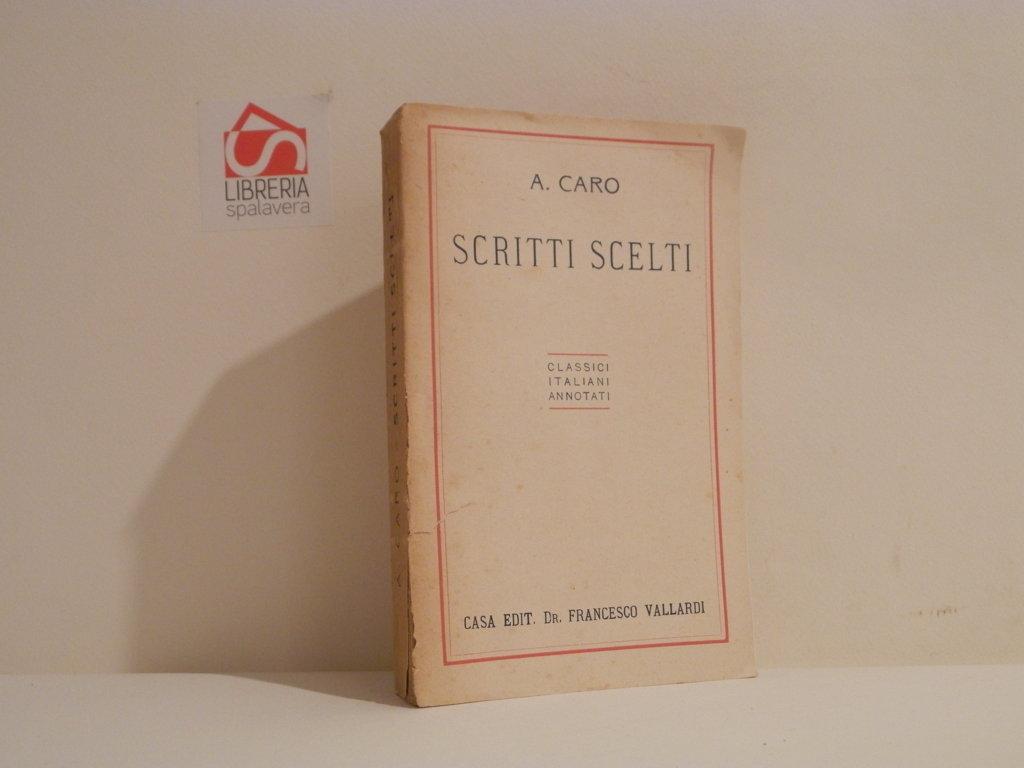 LIBRERIA
spalavera
A. CARO
SCRITTI SCELTI
CLASSICI
ITALIANI
ANNOTATI
CASA EDIT. DR. FRANCESCO VALLARDI
A. CARO - SCRITTI SCELTI